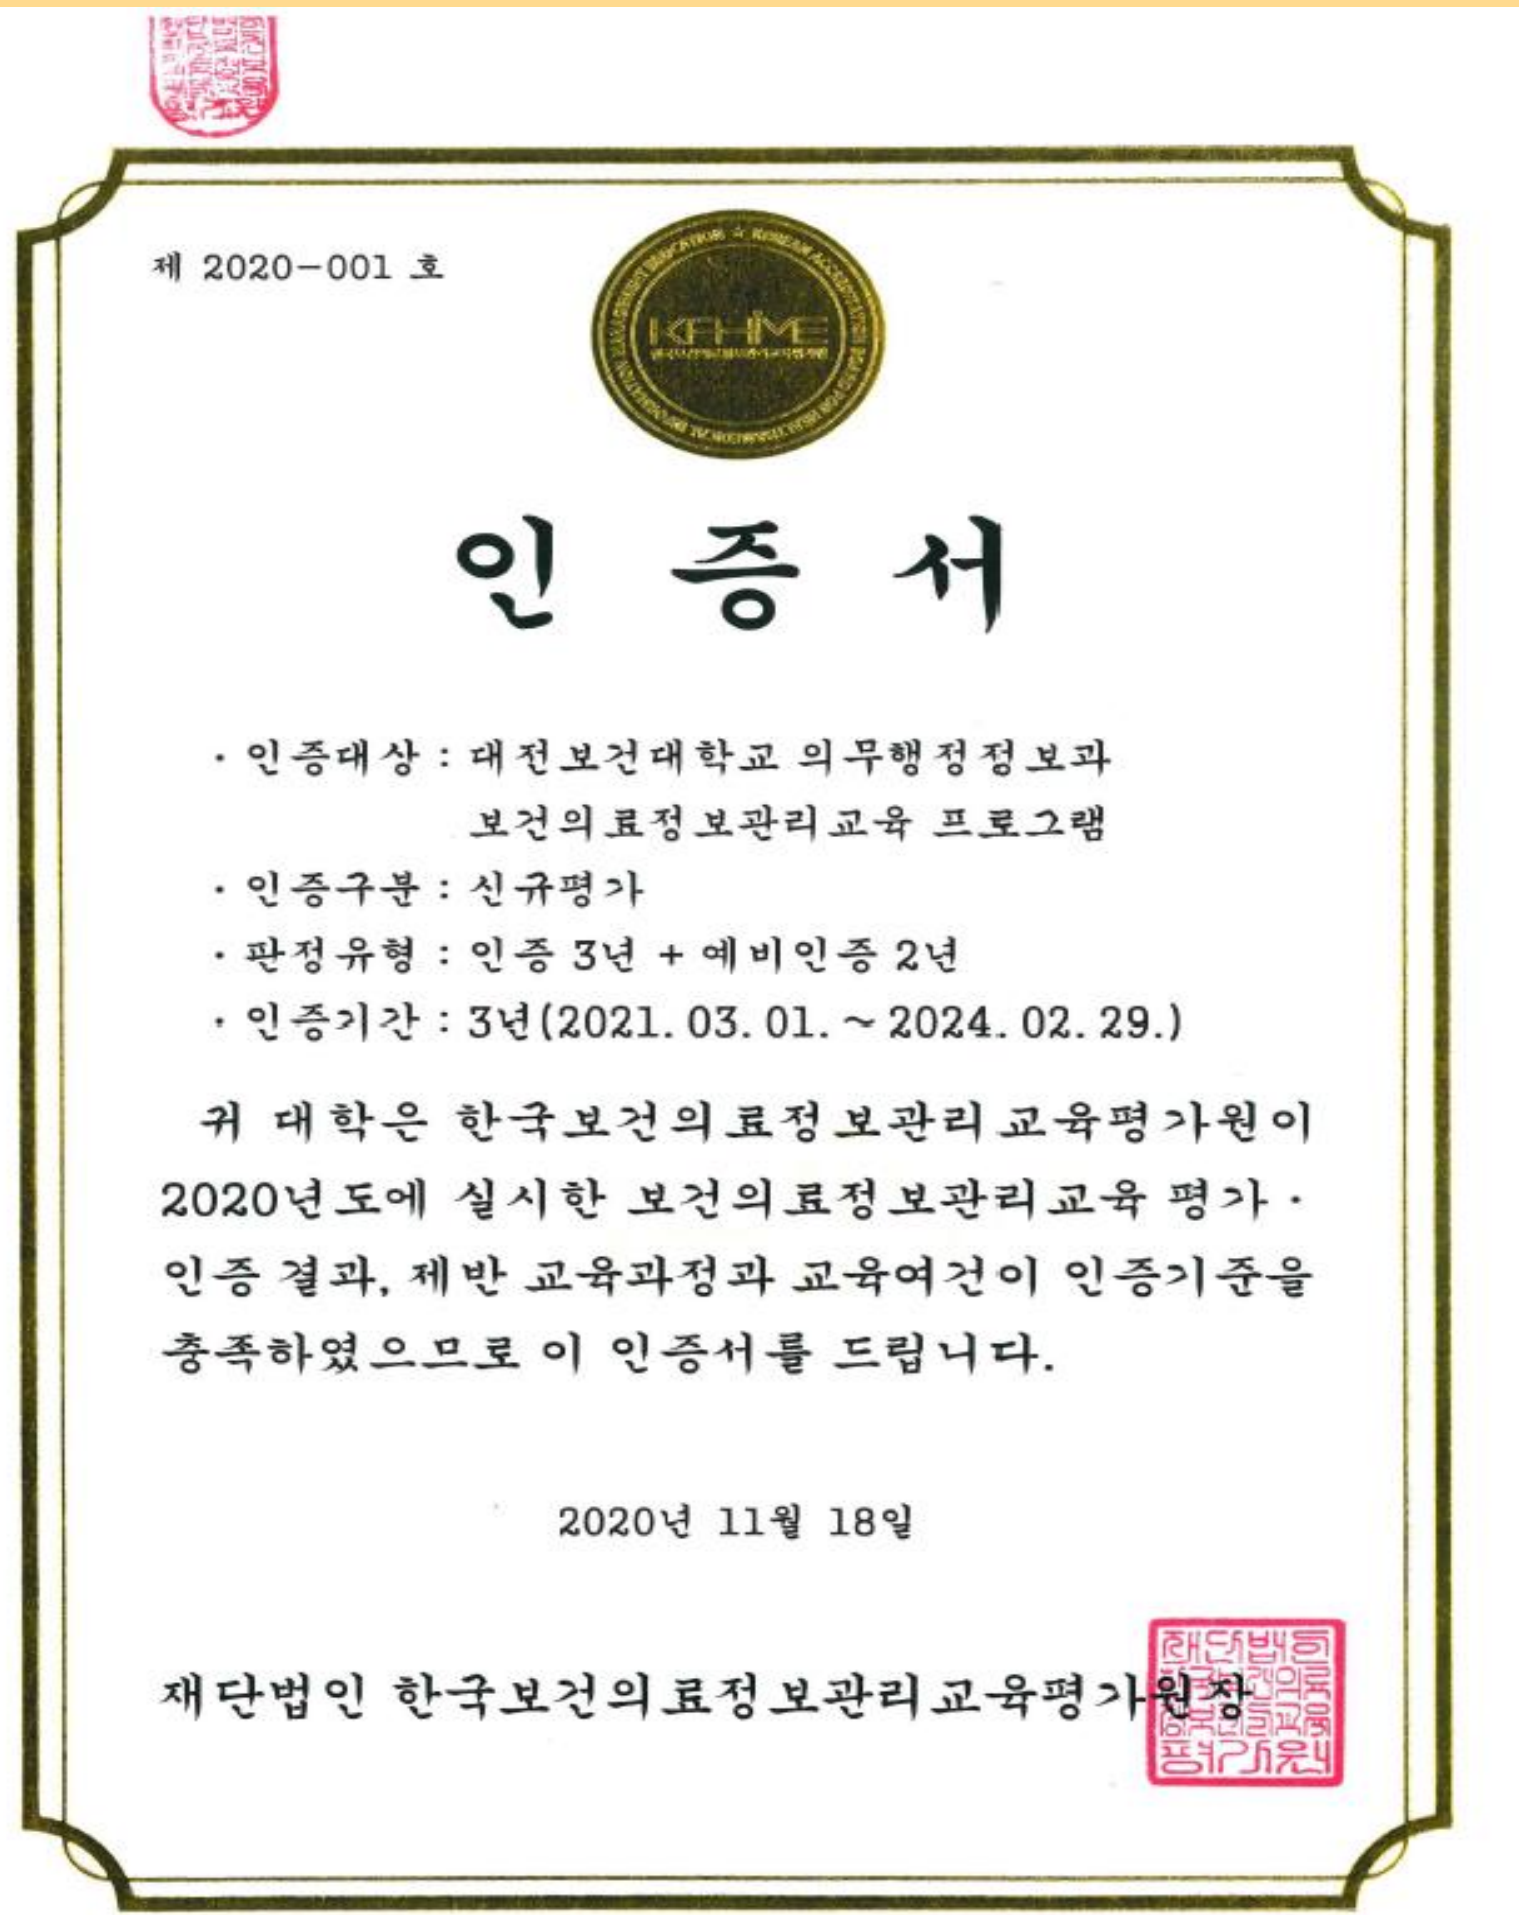 제 2020-001 호
KAHIME
인 증 서
· 인증대상 : 대전보건대학교 의무행정정보과
보건의료정보관리교육 프로그램
· 인증구분 : 신규평가
· 판정유형 : 인증 3년 + 예비인증 2년
· 인증기간 : 3년(2021. 03. 01. ~ 2024. 02. 29.)
귀 대학은 한국보건의료정보관리교육평가원이
2020년도에 실시한 보건의료정보관리교육 평가 ·
인증 결과, 제반 교육과정과 교육여건이 인증기준을
충족하였으므로 이 인증서를 드립니다.
2020년 11월 18일
재단법인 한국보건의료정보관리교육평가원장